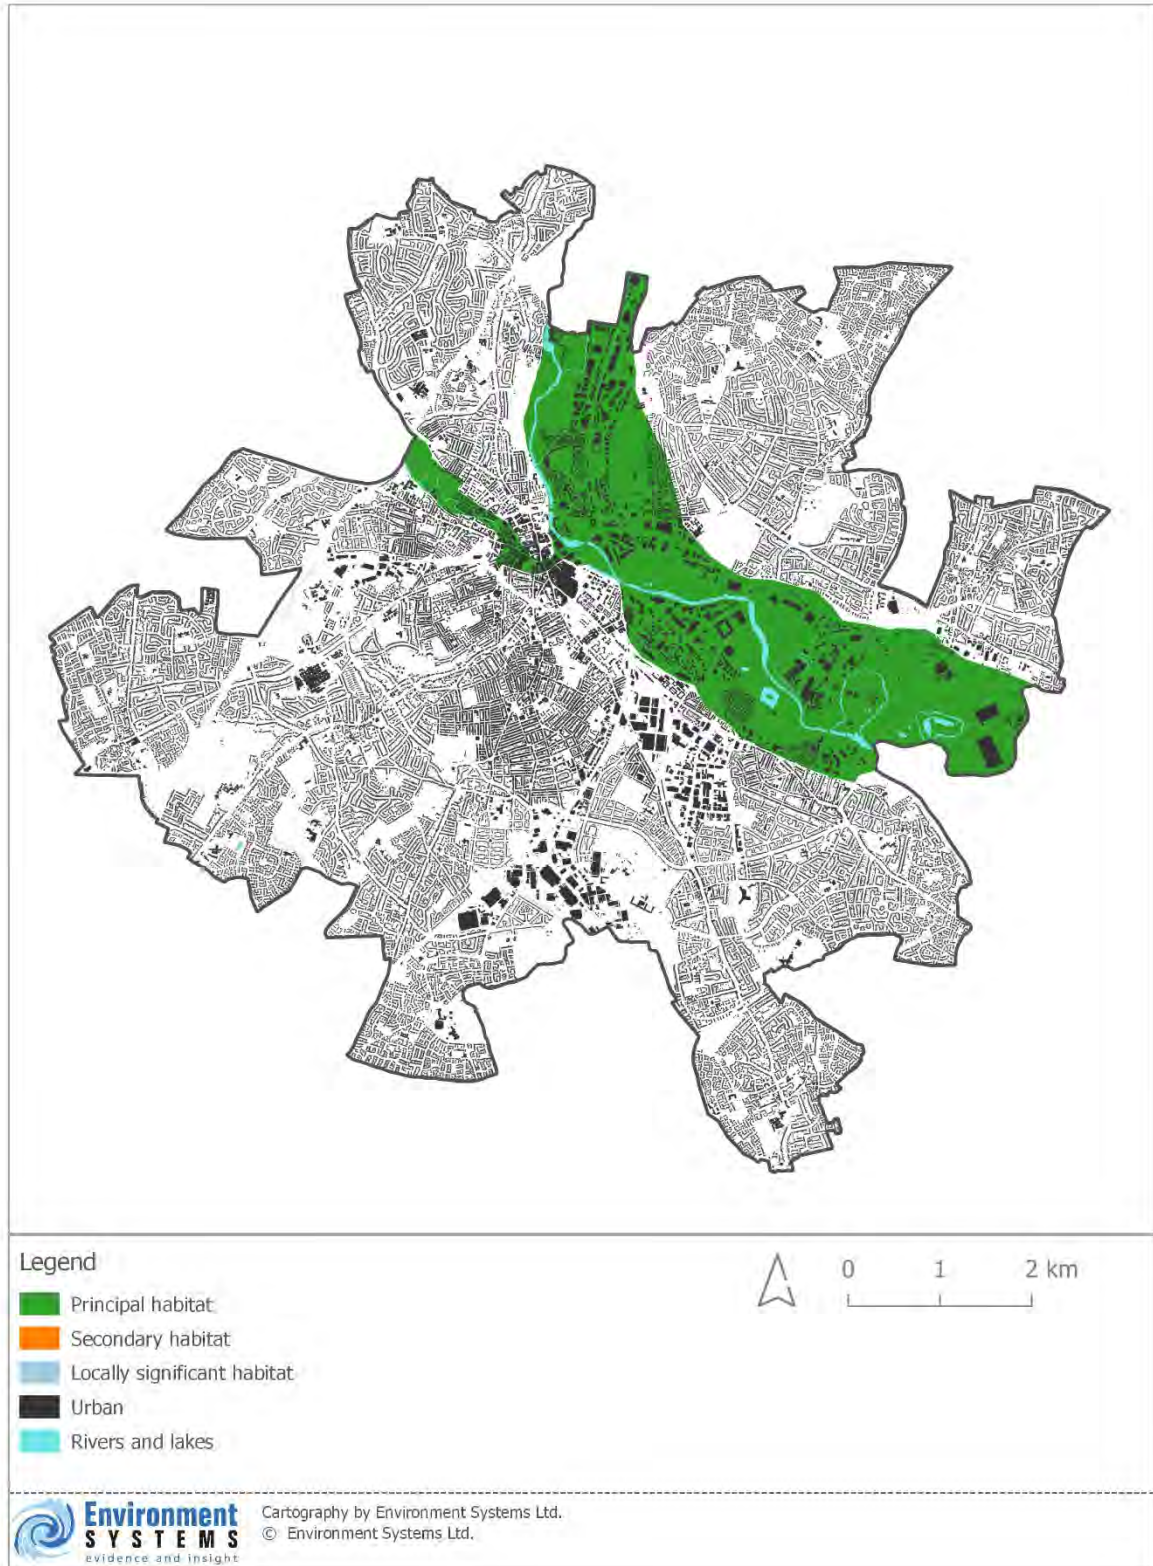 Legend
0 1 2 km
Principal habitat
Secondary habitat
Locally significant habitat
Urban
Rivers and lakes
Environment
SYSTEMS
evidence and insight
Cartography by Environment Systems Ltd.
© Environment Systems Ltd.